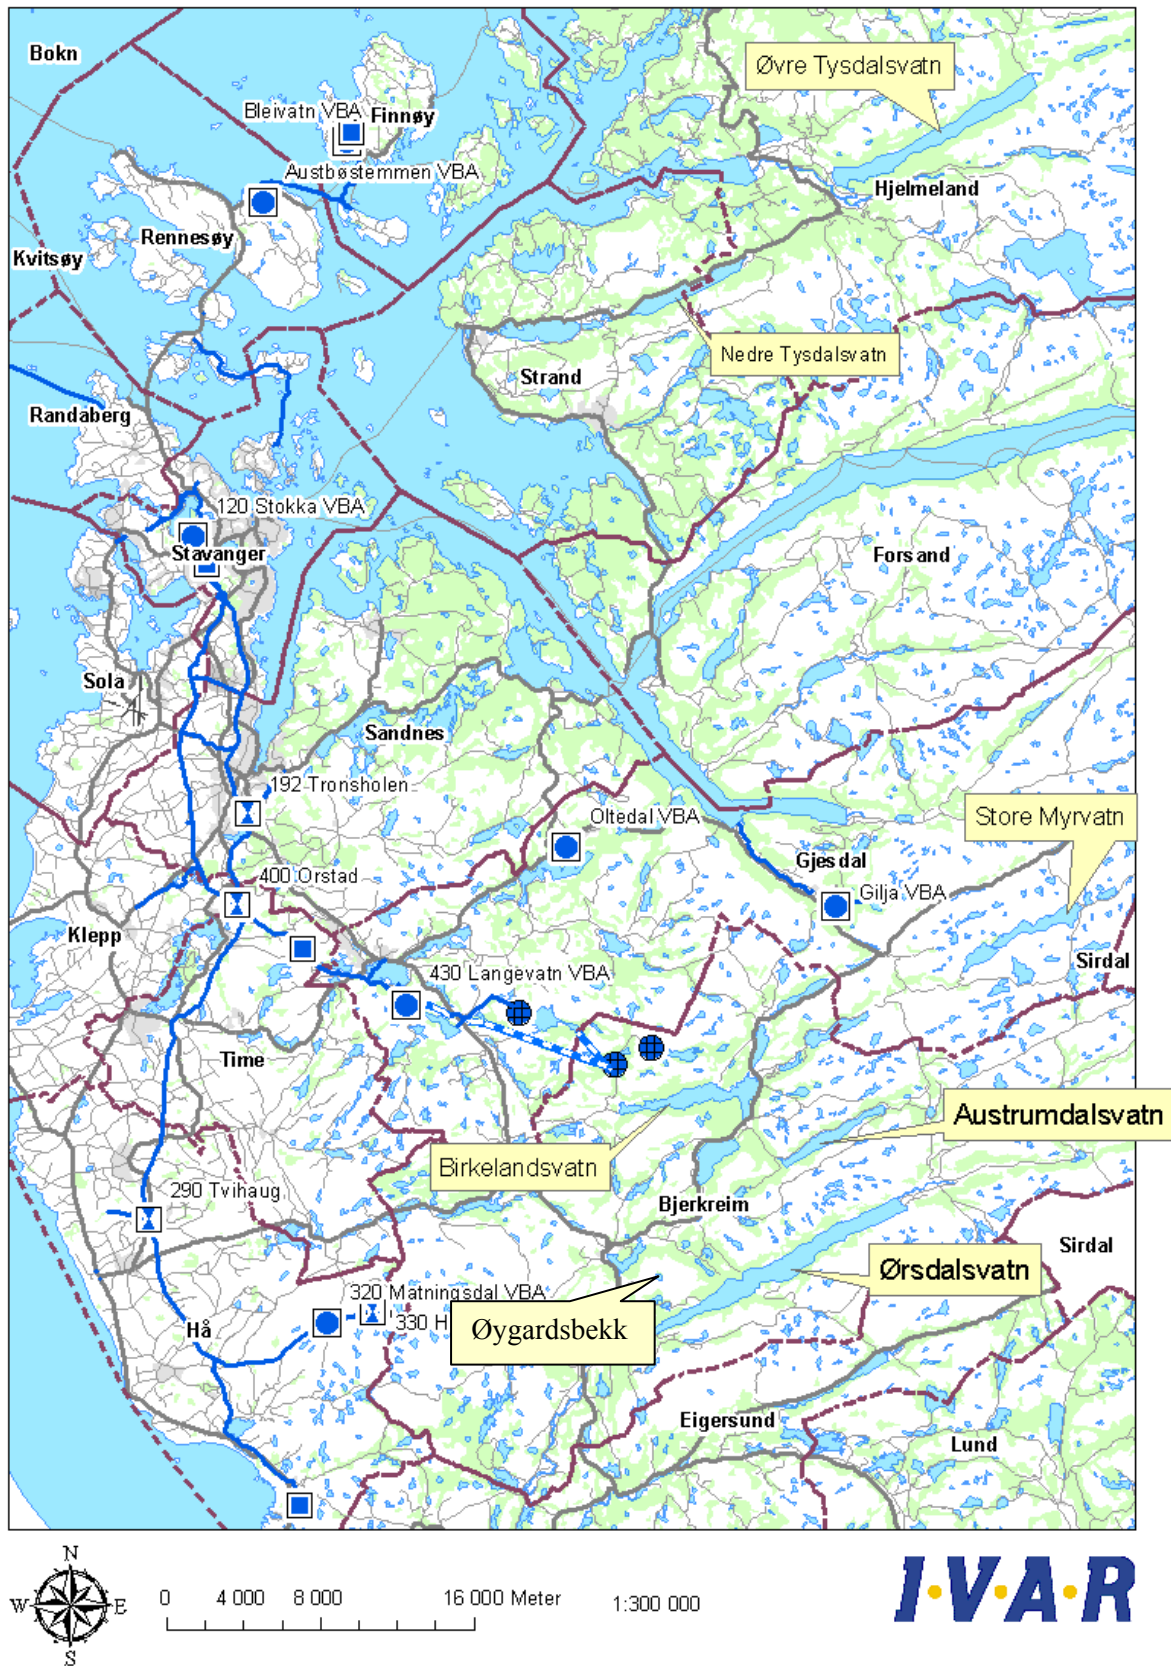 Bokn
Øvre Tysdalsvatn
Bleivatn VBA
Finnøy
Austbøstemmen VBA
Hjelmeland
Rennesøy
Kvitsøy
Nedre Tysdalsvatn
Strand
Randaberg
120 Stokka VBA
Stavanger
Forsand
Sola
Sandnes
192 Tronsholen
Oltedal VBA
Store Myrvatn
Gjesdal
400 Orstad
Gilja VBA
Klepp
430 Langevatn VBA
Sirdal
Time
Austrumdalsvatn
Birkelandsvatn
290 Tvihaug
Bjerkreim
Sirdal
Ørsdalsvatn
320 Matningsdal VBA
330 H
Øygardsbekk
Hå
Eigersund
Lund
N
W E
S
0 4 000 8 000 16 000 Meter
1:300 000
I·V·A·R